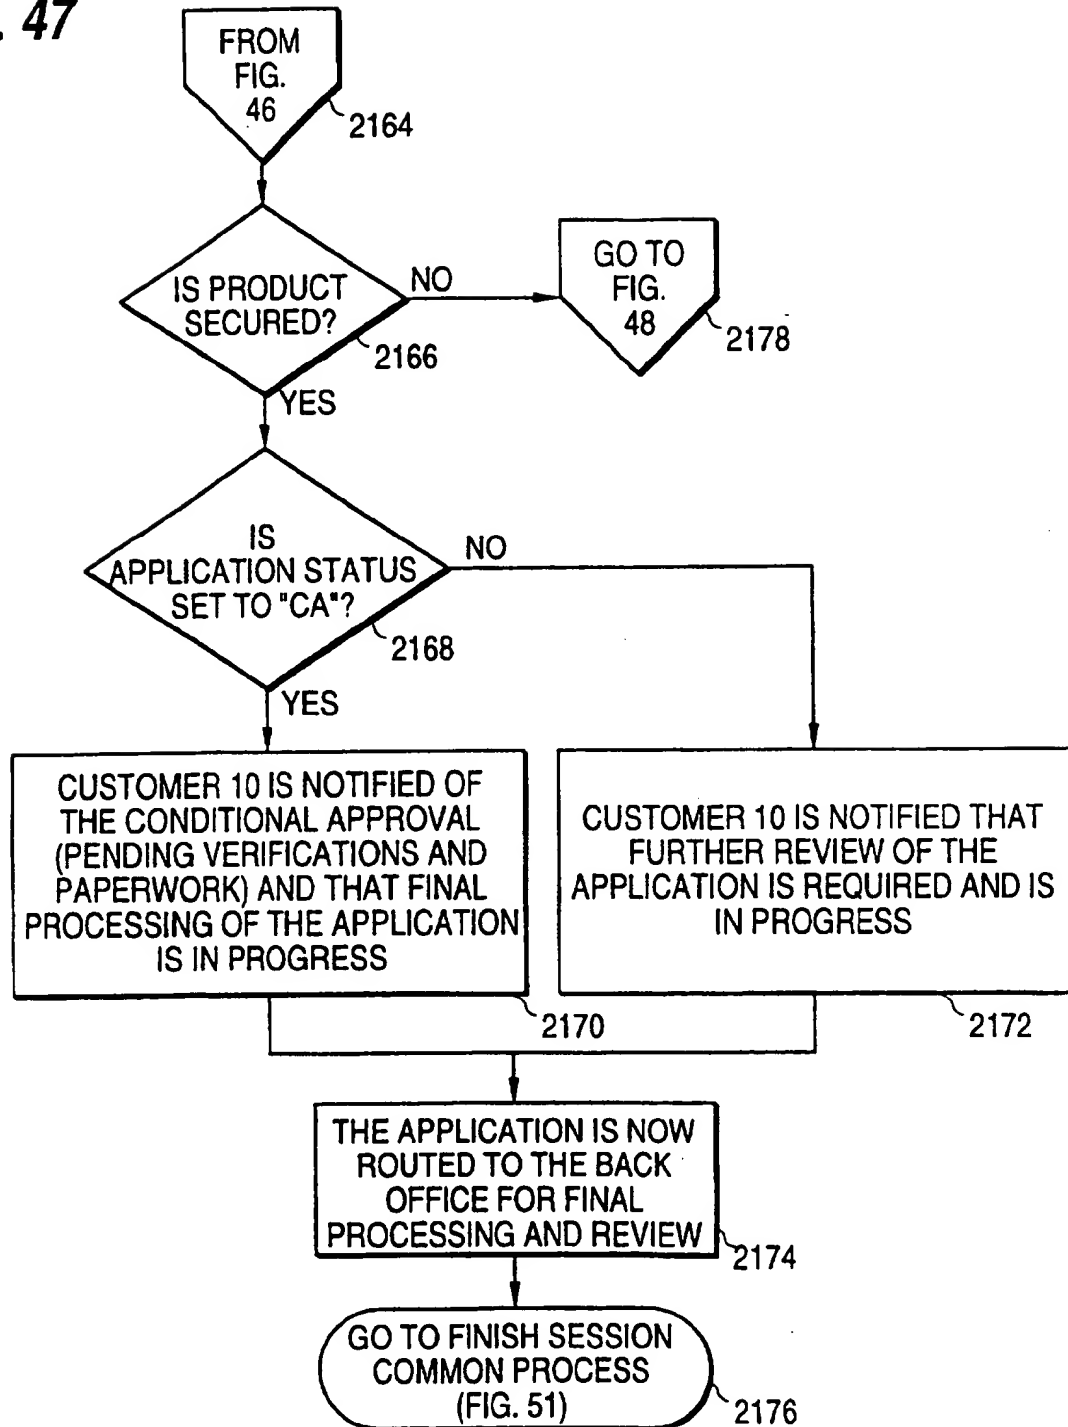 . 47
FROM
FIG.
46
2164
IS PRODUCT
SECURED?
2166
NO
GO TO
FIG.
48
2178
YES
IS
APPLICATION STATUS
SET TO "CA"?
2168
NO
YES
CUSTOMER 10 IS NOTIFIED OF
THE CONDITIONAL APPROVAL
(PENDING VERIFICATIONS AND
PAPERWORK) AND THAT FINAL
PROCESSING OF THE APPLICATION
IS IN PROGRESS
2170
CUSTOMER 10 IS NOTIFIED THAT
FURTHER REVIEW OF THE
APPLICATION IS REQUIRED AND IS
IN PROGRESS
2172
THE APPLICATION IS NOW
ROUTED TO THE BACK
OFFICE FOR FINAL
PROCESSING AND REVIEW
2174
GO TO FINISH SESSION
COMMON PROCESS
(FIG. 51)
2176